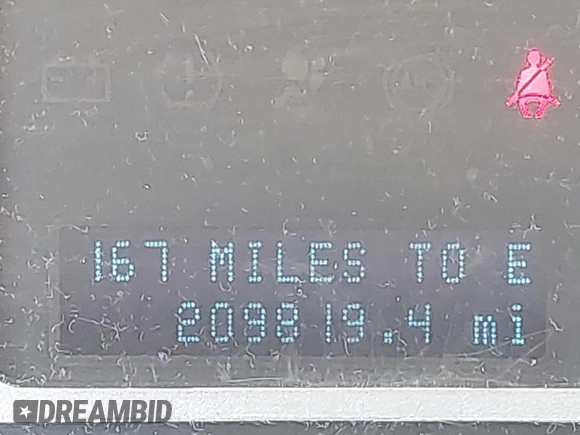 167 MILES TO E
209819.4 mi
DREAMBID